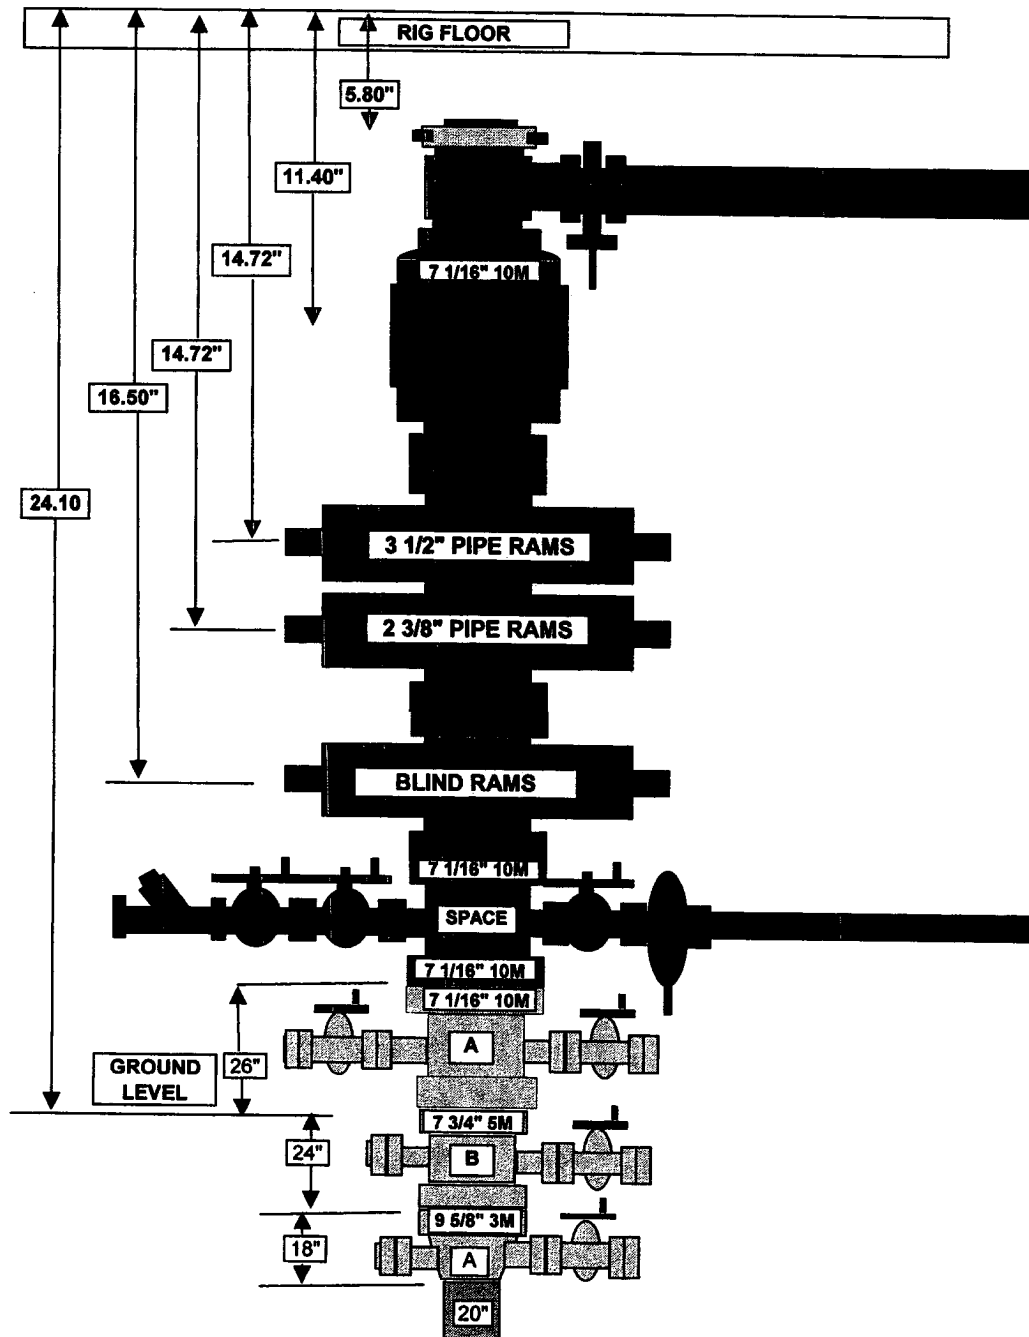 RIG FLOOR
5.80"
11.40"
14.72"
7 1/16" 10M
14.72"
16.50"
24.10
3 1/2" PIPE RAMS
2 3/8" PIPE RAMS
BLIND RAMS
7 1/16" 10M
SPACE
7 1/16" 10M
7 1/16" 10M
A
GROUND
LEVEL
26"
7 3/4" 5M
24"
B
9 5/8" 3M
18"
A
20"